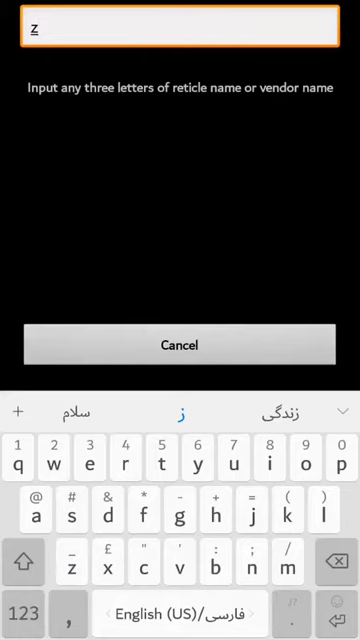 z
Input any three letters of reticle name or vendor name
Cancel
+ سلام ز زندگی
1 2 3 4 5 6 7 8 9 0
q w e r t y u i o p
@ # & * - + = ( )
a s d f g h j k l
_ £ " ' : ; /
z x c v b n m
123 , English (US)/فارسی .